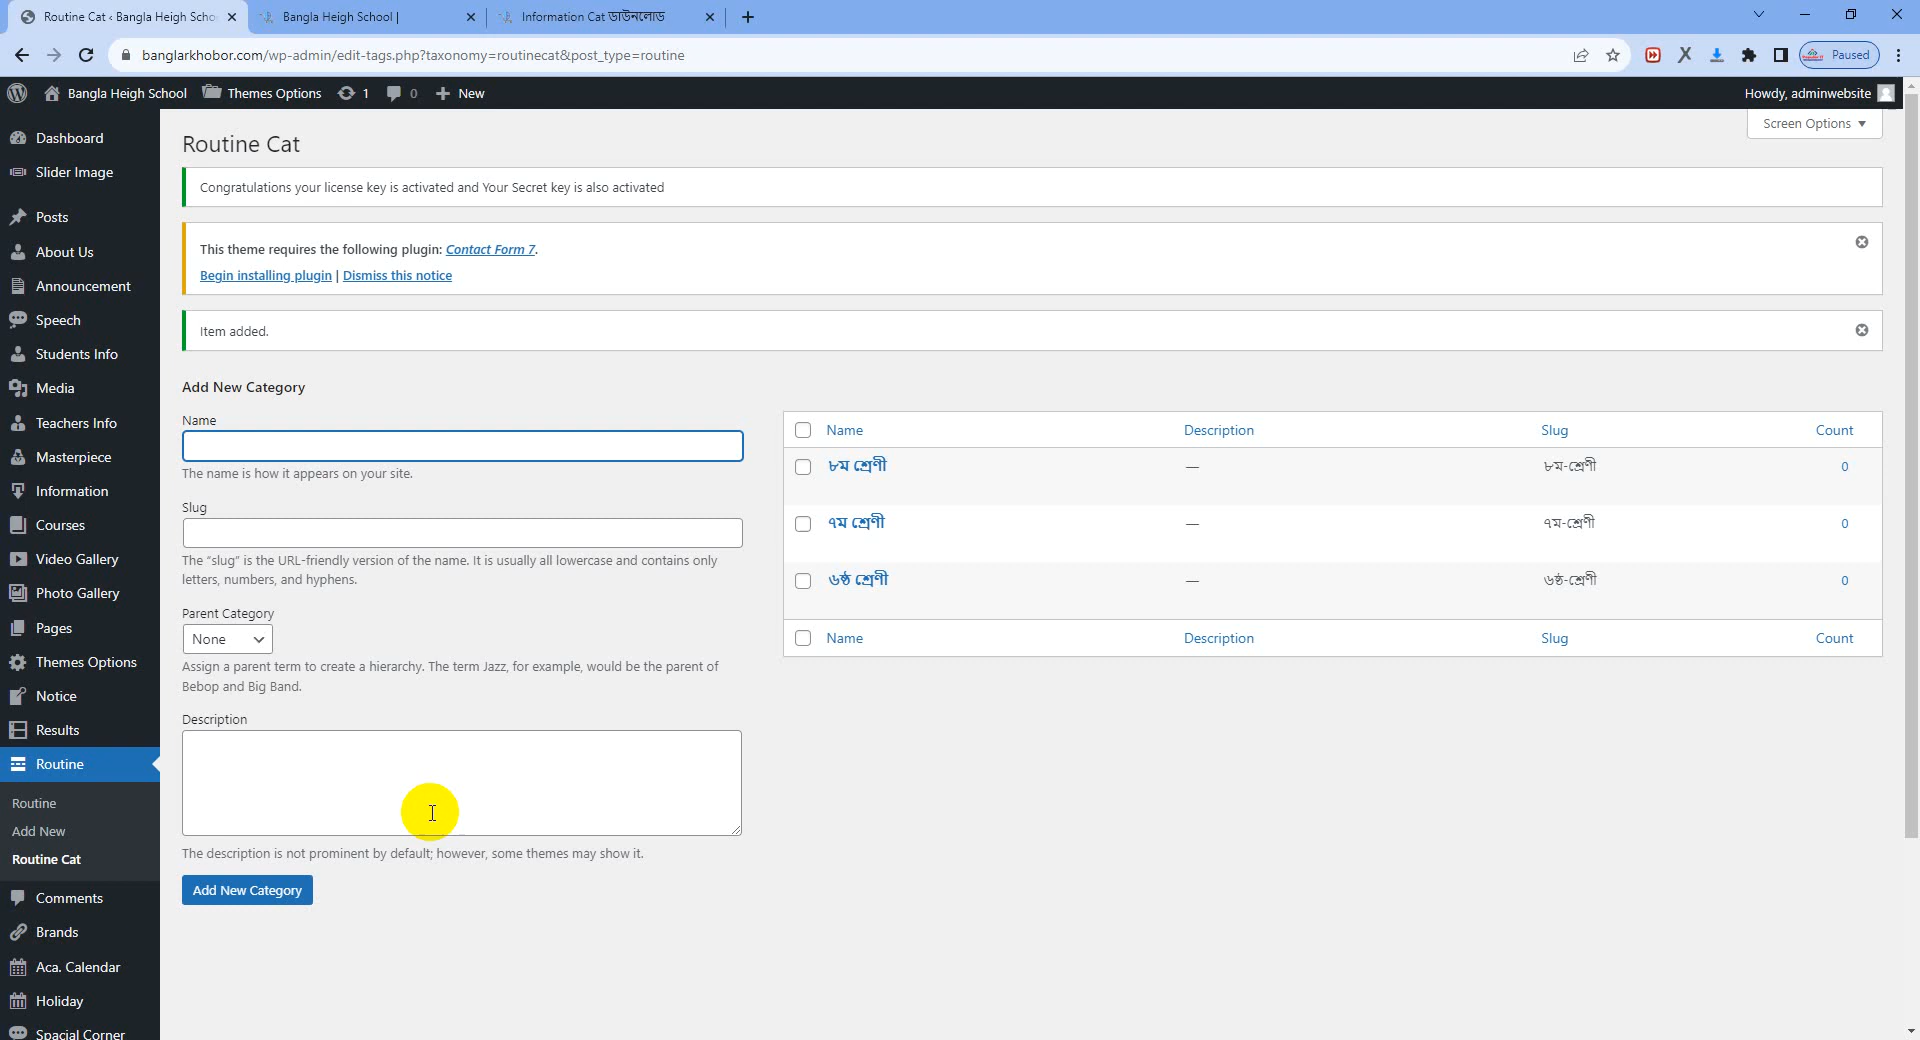 Routine Cat ‹ Bangla Heigh Scho
Bangla Heigh School |
Information Cat ডাউনলোড
banglarkhobor.com/wp-admin/edit-tags.php?taxonomy=routinecat&post_type=routine
Paused
Bangla Heigh School
Themes Options
1
0
New
Howdy, adminwebsite
Screen Options
Dashboard
Slider Image
Posts
About Us
Announcement
Speech
Students Info
Media
Teachers Info
Masterpiece
Information
Courses
Video Gallery
Photo Gallery
Pages
Themes Options
Notice
Results
Routine
Routine
Add New
Routine Cat
Comments
Brands
Aca. Calendar
Holiday
Spacial Corner
Routine Cat
Congratulations your license key is activated and Your Secret key is also activated
This theme requires the following plugin: Contact Form 7.
Begin installing plugin | Dismiss this notice
Item added.
Add New Category
Name
The name is how it appears on your site.
Slug
The “slug” is the URL-friendly version of the name. It is usually all lowercase and contains only
letters, numbers, and hyphens.
Parent Category
None
Assign a parent term to create a hierarchy. The term Jazz, for example, would be the parent of
Bebop and Big Band.
Description
The description is not prominent by default; however, some themes may show it.
Add New Category
Name Description Slug Count
৮ম শ্রেণী — ৮ম-শ্রেণী 0
৭ম শ্রেণী — ৭ম-শ্রেণী 0
৬ষ্ঠ শ্রেণী — ৬ষ্ঠ-শ্রেণী 0
Name Description Slug Count